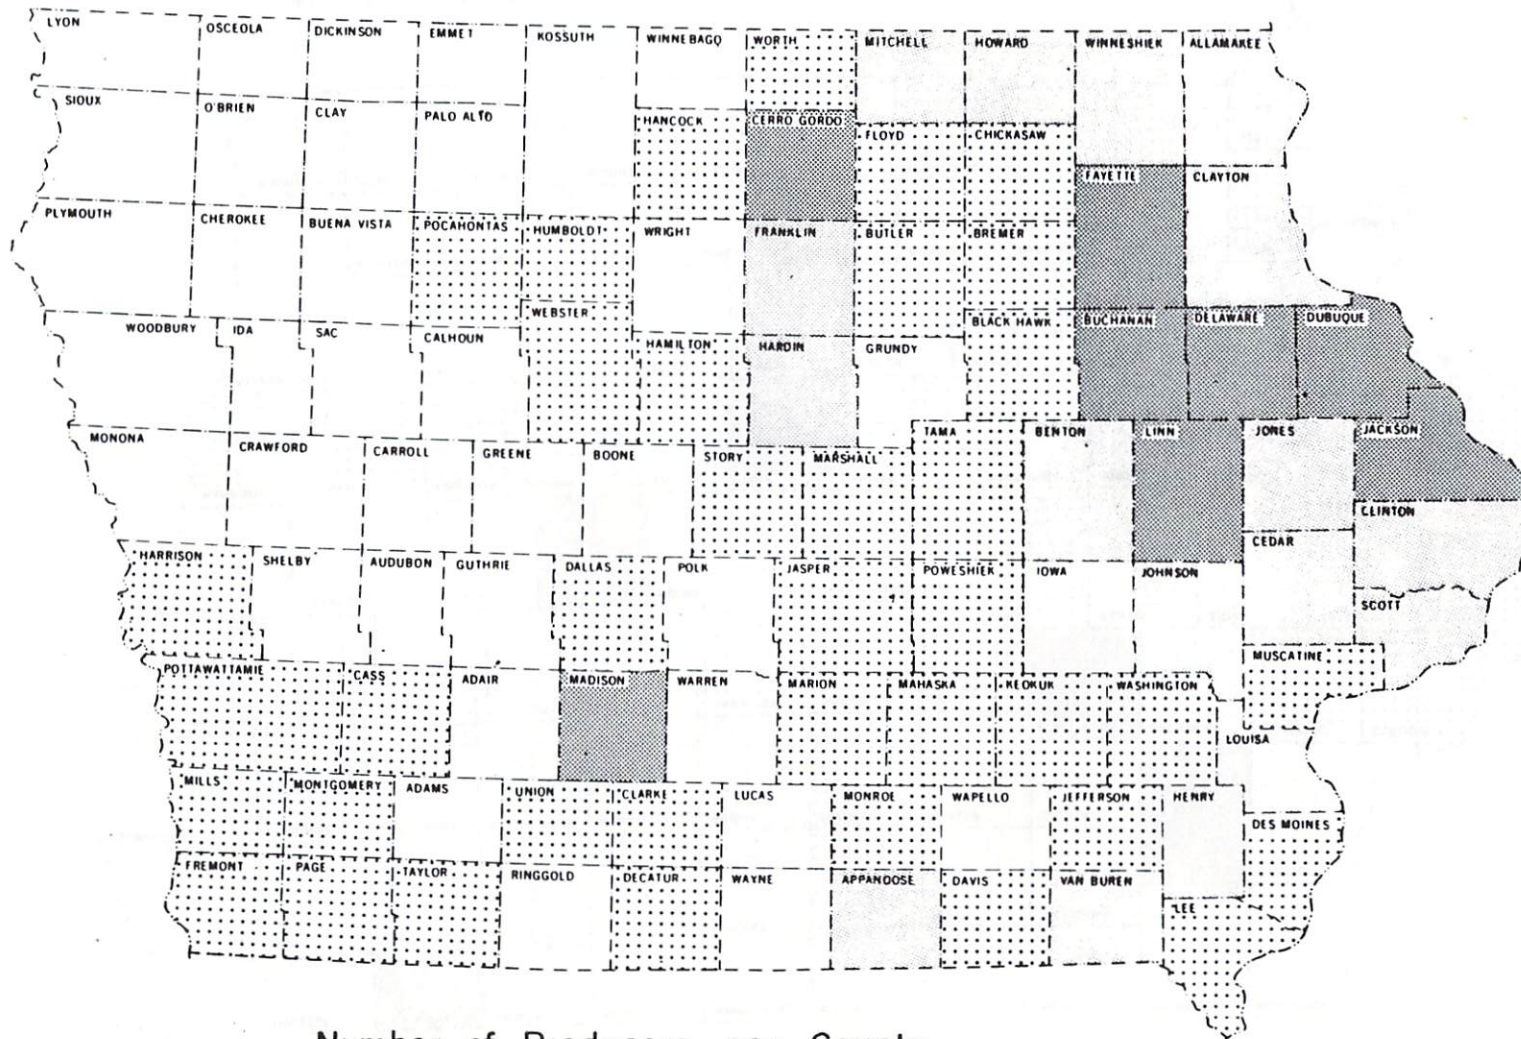 LYON
OSCEOLA
DICKINSON
EMMET
KOSSUTH
WINNEBAGO
WORTH
MITCHELL
HOWARD
WINNESHIEK
ALLAMAKEE
SIOUX
O'BRIEN
CLAY
PALO ALTO
HANCOCK
CERRO GORDO
FLOYD
CHICKASAW
FAYETTE
CLAYTON
PLYMOUTH
CHEROKEE
BUENA VISTA
POCAHONTAS
HUMBOLDT
WRIGHT
FRANKLIN
BUTLER
BREMER
WOODBURY
IDA
SAC
CALHOUN
WEBSTER
HAMILTON
HARDIN
GRUNDY
BLACK HAWK
BUCHANAN
DELAWARE
DUBUQUE
MONONA
CRAWFORD
CARROLL
GREENE
BOONE
STORY
MARSHALL
TAMA
BENTON
LINN
JONES
JACKSON
CLINTON
HARRISON
SHELBY
AUDUBON
GUTHRIE
DALLAS
POLK
JASPER
POWESHIEK
IOWA
JOHNSON
CEDAR
SCOTT
MUSCATINE
POTTAWATTAMIE
CASS
ADAIR
MADISON
WARREN
MARION
MAHASKA
KEOKUK
WASHINGTON
LOUISA
MILLS
MONTGOMERY
ADAMS
UNION
CLARKE
LUCAS
MONROE
WAPELLO
JEFFERSON
HENRY
DES MOINES
FREMONT
PAGE
TAYLOR
RINGGOLD
DECATUR
WAYNE
APPANOOSE
DAVIS
VAN BUREN
LEE
Number of Producers per County